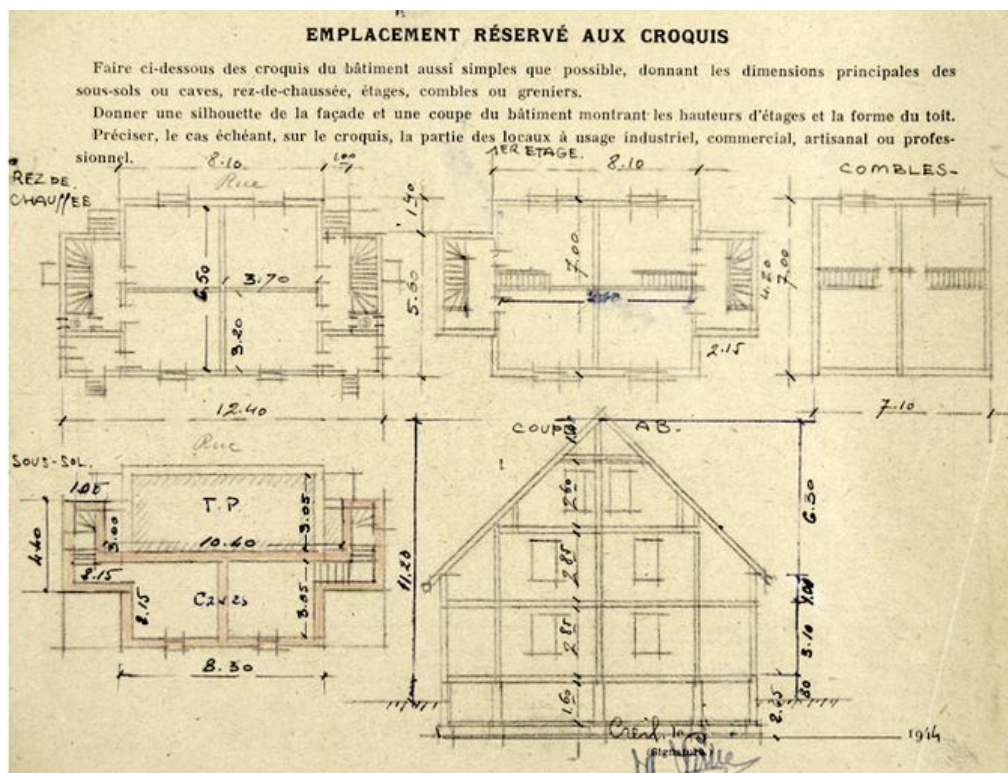 EMPLACEMENT RÉSERVÉ AUX CROQUIS
Faire ci-dessous des croquis du bâtiment aussi simples que possible, donnant les dimensions principales des
sous-sols ou caves, rez-de-chaussée, étages, combles ou greniers.
Donner une silhouette de la façade et une coupe du bâtiment montrant les hauteurs d'étages et la forme du toit.
Préciser, le cas échéant, sur le croquis, la partie des locaux à usage industriel, commercial, artisanal ou profes-
sionnel.
REZ DE
CHAUSSEE
8.10
1.00
Rue
6.50
3.70
3.20
1.40
5.60
12.40
1ER ETAGE.
8.10
7.00
2.15
4.20
7.00
COMBLES-
7.10
Rue
SOUS-SOL.
1.05
T.P.
3.00
3.05
10.40
4.40
2.15
2.15
Caves
3.05
8.30
COUPE AB-
2.60
2.85
2.85
1.60
11.20
6.30
1.00
3.10
80
2.25
Creil, le
1944
(Signature)